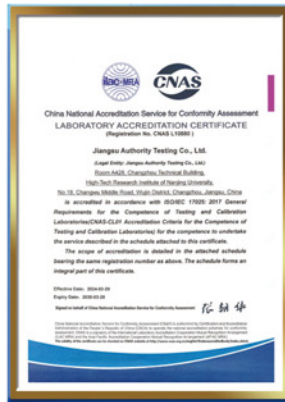 ilac-MRA
CNAS
China National Accreditation Service for Conformity Assessment
LABORATORY ACCREDITATION CERTIFICATE
(Registration No. CNAS L10880 )
Jiangsu Authority Testing Co., Ltd.
(Legal Entity: Jiangsu Authority Testing Co., Ltd.)
Room A428, Changzhou Technical Building,
High-Tech Research Institute of Nanjing University,
No.18, Changwu Middle Road, Wujin District, Changzhou, Jiangsu, China
is accredited in accordance with ISO/IEC 17025: 2017 General
Requirements for the Competence of Testing and Calibration
Laboratories(CNAS-CL01 Accreditation Criteria for the Competence of
Testing and Calibration Laboratories) for the competence to undertake
the service described in the schedule attached to this certificate.
The scope of accreditation is detailed in the attached schedule
bearing the same registration number as above. The schedule forms an
integral part of this certificate.
Effective Date:
Expiry Date:
Signed on behalf of China National Accreditation Service for Conformity Assessment